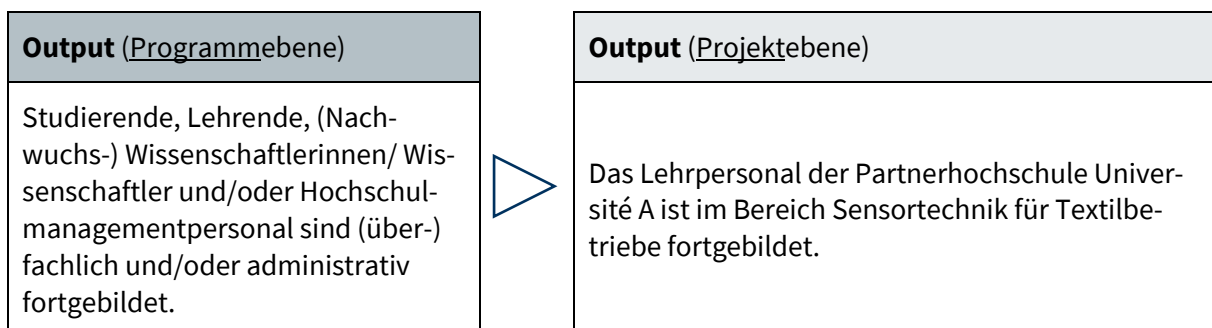 Output (Programmebene)
Studierende, Lehrende, (Nach-
wuchs-) Wissenschaftlerinnen/ Wis-
senschaftler und/oder Hochschul-
managementpersonal sind (über-)
fachlich und/oder administrativ
fortgebildet.
Output (Projektebene)
Das Lehrpersonal der Partnerhochschule Univer-
sité A ist im Bereich Sensortechnik für Textilbe-
triebe fortgebildet.